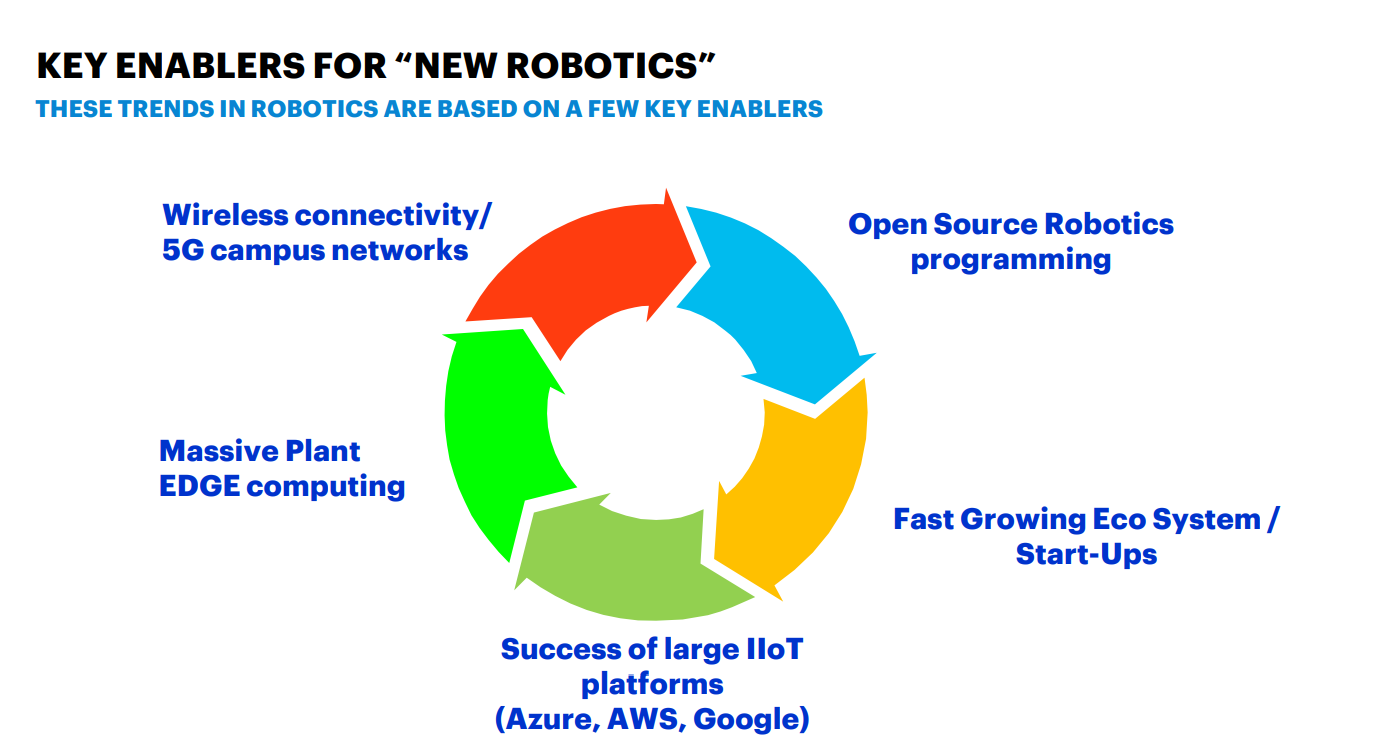 KEY ENABLERS FOR “NEW ROBOTICS”
THESE TRENDS IN ROBOTICS ARE BASED ON A FEW KEY ENABLERS
Wireless connectivity/
5G campus networks
Open Source Robotics
programming
Massive Plant
EDGE computing
Fast Growing Eco System /
Start-Ups
Success of large IIoT
platforms
(Azure, AWS, Google)